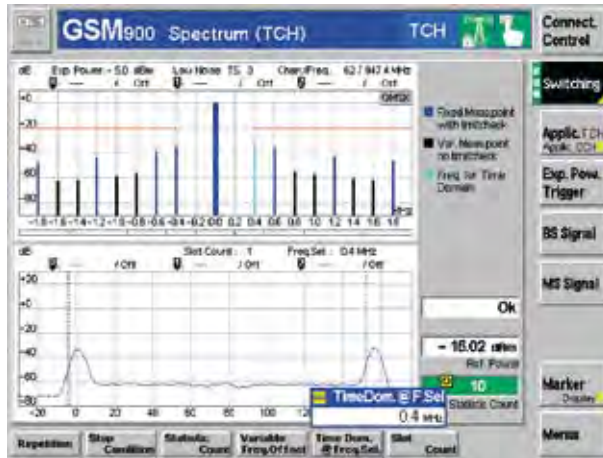 GSM900 Spectrum (TCH)
TCH
Connect. Control
dB Exp. Power: - 5.0 dBm Low Noise TS. 3 Chan./Freq. 62 / 947.4 MHz
/ Off / Off / Off
GMSK
+0
-20
-40
-60
-80
-1.8 -1.6 -1.4 -1.2 -1.0 -0.8 -0.6 -0.4 -0.2 0.0 0.2 0.4 0.6 0.8 1.0 1.2 1.4 1.6 1.8
MHz
Fixed Meas.point
with limitcheck
Var. Meas.point
no limitcheck
Freq. for Time
Domain
Switching
Applic. TCH
Applic. CCH
Exp. Pow.
Trigger
BS Signal
MS Signal
dB Slot Count : 1 Freq.Sel. : 0.4 MHz
/ Off / Off / Off
+20
+0
-20
-40
-60
-80
-20 0 20 40 60 80 100 120
Ok
- 16.02 dBm
Ref. Power
10
Statistic Count
TimeDom.@F.Sel
0.4 MHz
Marker
Display
Repetition
Stop
Condition
Statistic
Count
Variable
Freq.Offset
Time Dom.
@Freq.Sel.
Slot
Count
Menus